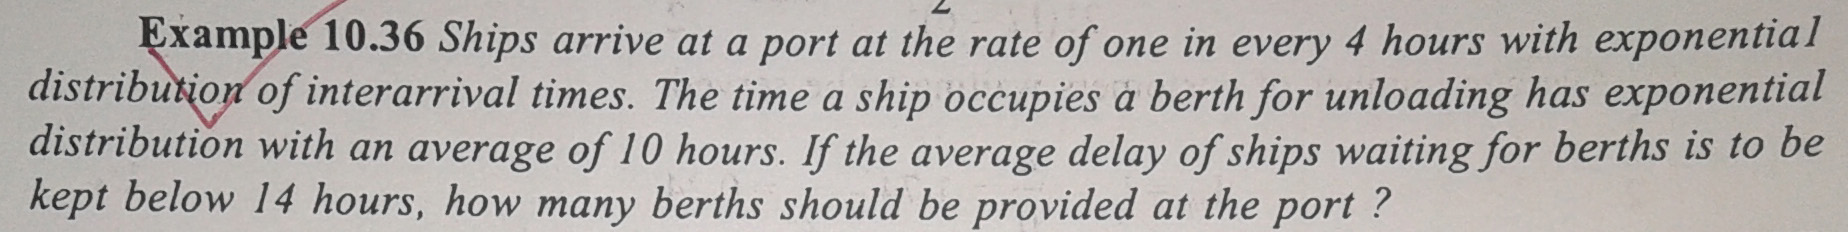 Example 10.36 Ships arrive at a port at the rate of one in every 4 hours with exponential
distribution of interarrival times. The time a ship occupies a berth for unloading has exponential
distribution with an average of 10 hours. If the average delay of ships waiting for berths is to be
kept below 14 hours, how many berths should be provided at the port ?